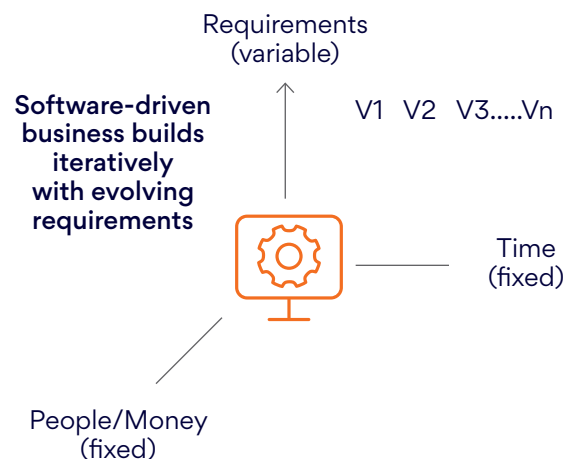 Requirements
(variable)
Software-driven
business builds
iteratively
with evolving
requirements
V1 V2 V3.....Vn
Time
(fixed)
People/Money
(fixed)